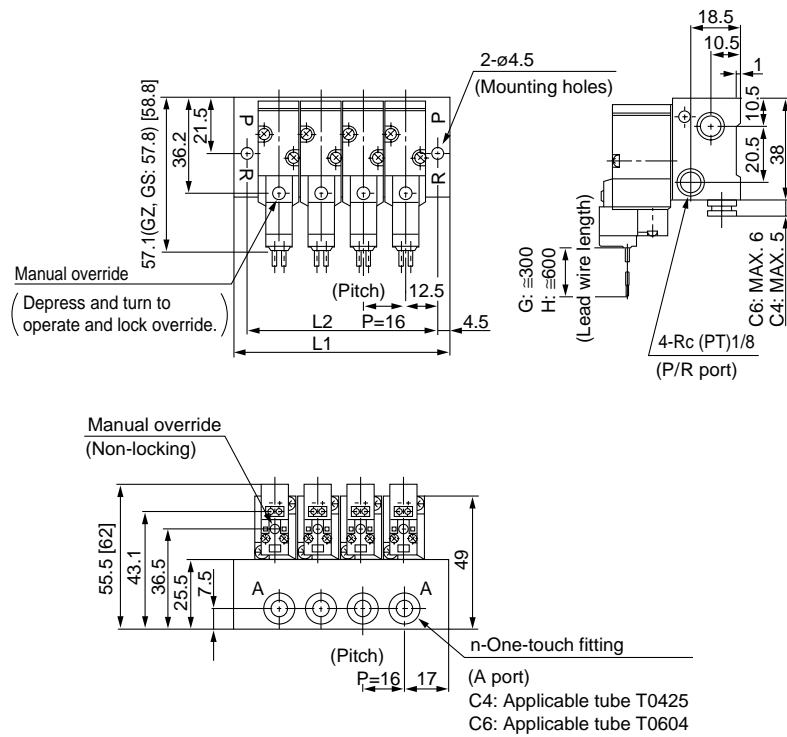 18.5
10.5
1
2-ø4.5
(Mounting holes)
57.1(GZ, GS: 57.8) [58.8]
36.2
21.5
P
R
P
R
10.5
20.5
38
Manual override
(Depress and turn to
operate and lock override.)
(Pitch)
12.5
P=16
L2
4.5
L1
G: ≅300
H: ≅600
(Lead wire length)
C6: MAX. 6
C4: MAX. 5
4-Rc (PT)1/8
(P/R port)
Manual override
(Non-locking)
55.5 [62]
43.1
36.5
25.5
7.5
- +
- +
- +
- +
49
A
A
n-One-touch fitting
(A port)
(Pitch)
P=16
17
C4: Applicable tube T0425
C6: Applicable tube T0604